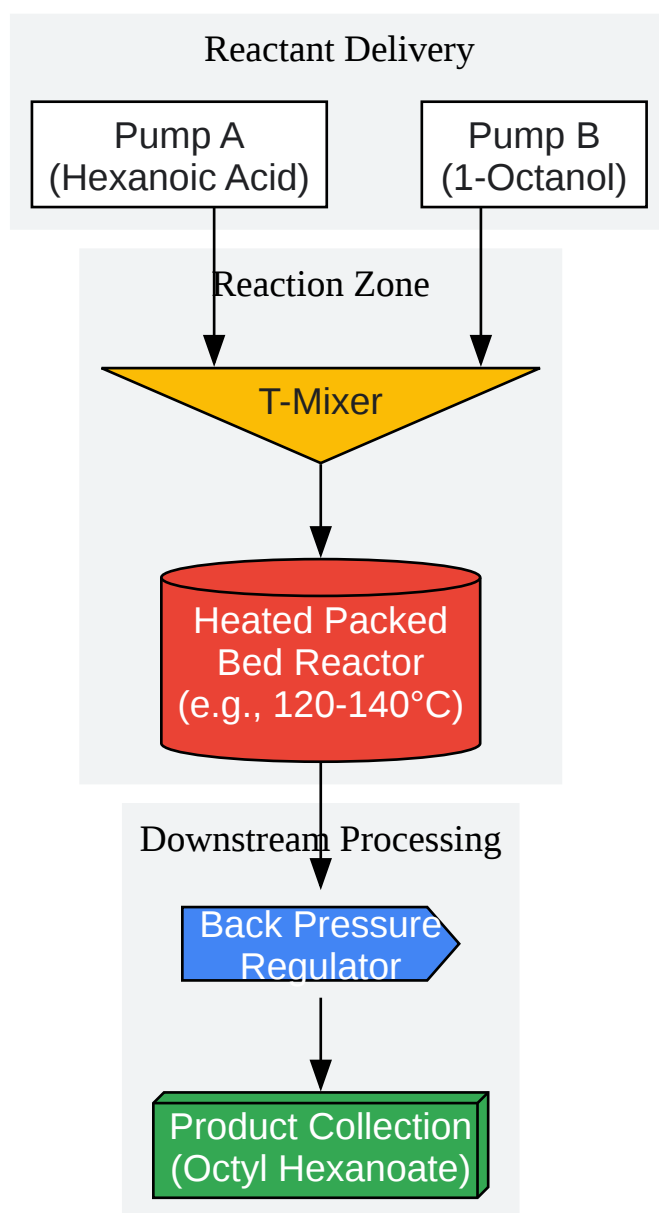 Reactant Delivery
Pump A
(Hexanoic Acid)
Pump B
(1-Octanol)
Reaction Zone
T-Mixer
Heated Packed
Bed Reactor
(e.g., 120-140°C)
Downstream Processing
Back Pressure
Regulator
Product Collection
(Octyl Hexanoate)